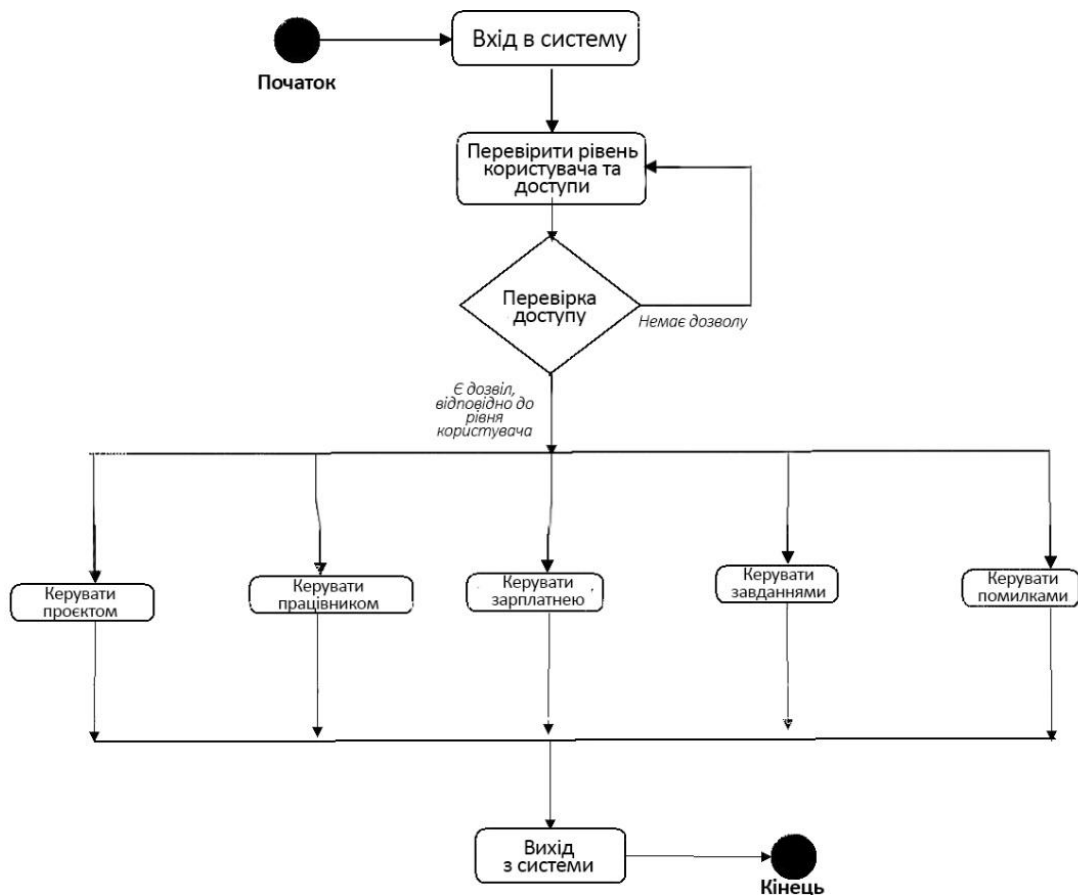 Вхід в систему
Початок
Перевірити рівень
користувача та
доступи
Перевірка
доступу
Немає дозволу
Є дозвіл,
відповідно до
рівня
користувача
Керувати
проєктом
Керувати
працівником
Керувати
зарплатнею
Керувати
завданнями
Керувати
помилками
Вихід
з системи
Кінець